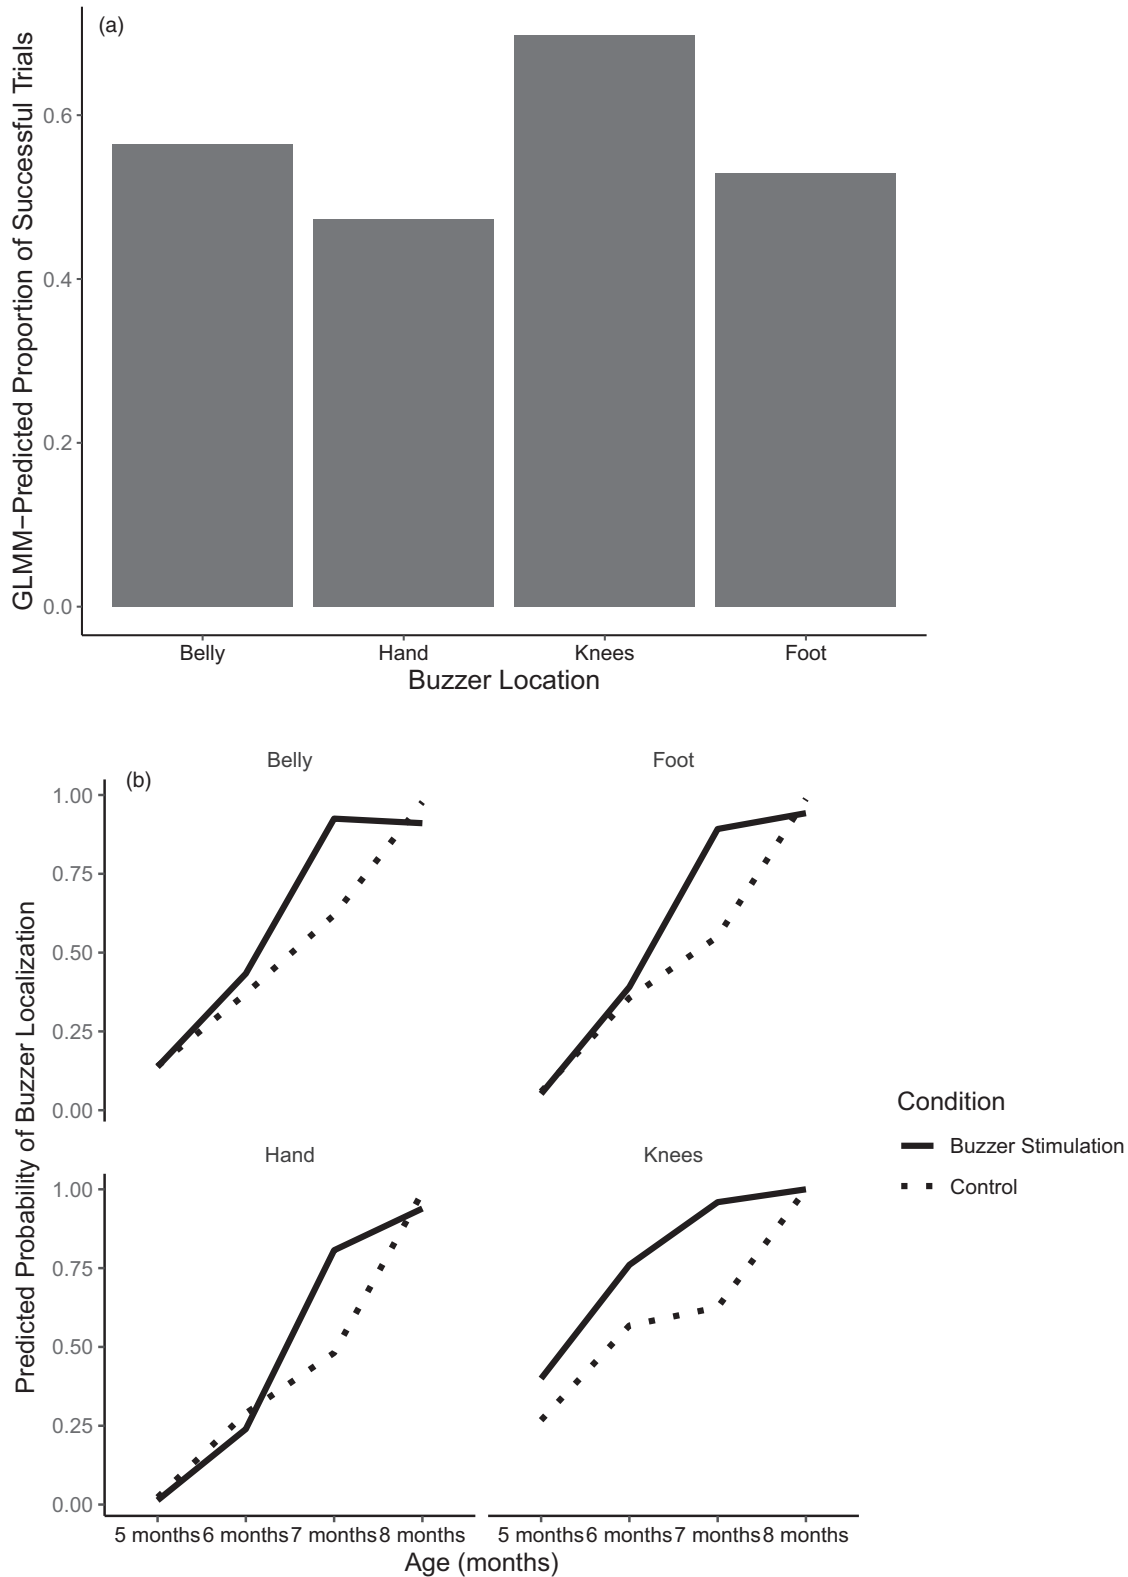 (a)
GLMM−Predicted Proportion of Successful Trials
0.6
0.4
0.2
0.0
Belly Hand Knees Foot
Buzzer Location
Belly Foot
(b)
Predicted Probability of Buzzer Localization
1.00
0.75
0.50
0.25
0.00
Condition
Buzzer Stimulation
Control
Hand Knees
1.00
0.75
0.50
0.25
0.00
5 months 6 months 7 months 8 months 5 months 6 months 7 months 8 months
Age (months)